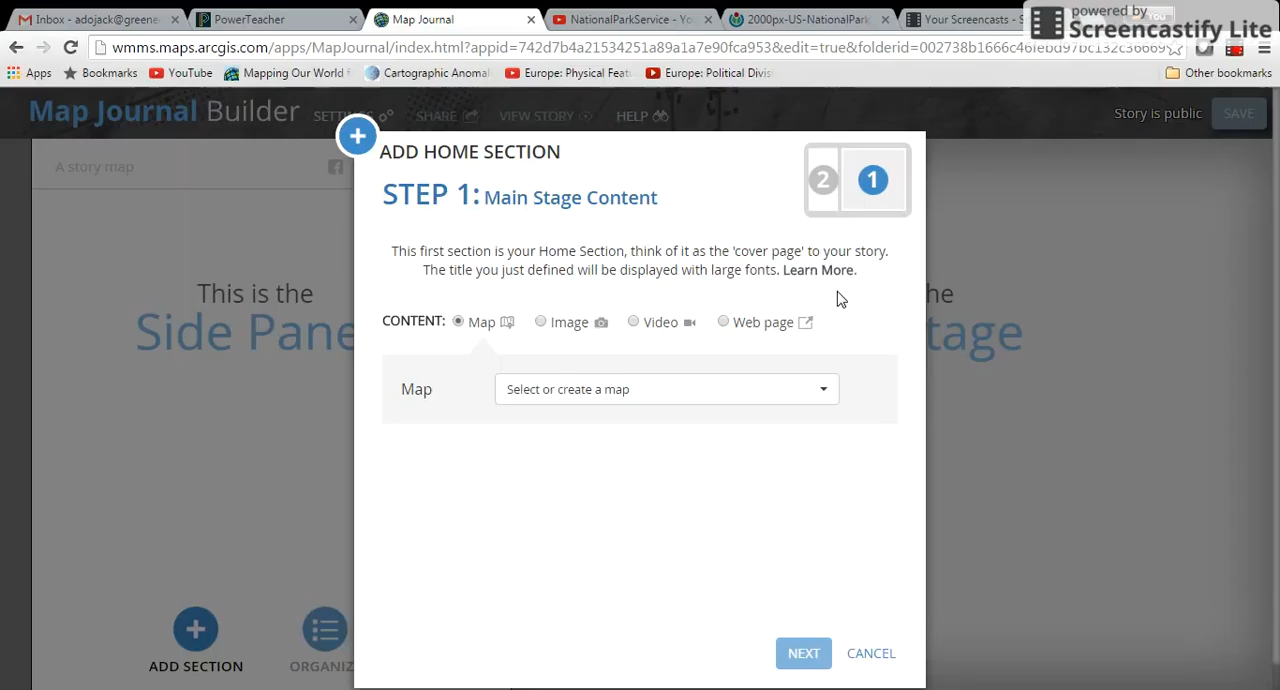 Inbox - adojack@greene
PowerTeacher
Map Journal
NationalParkService - Yo
2000px-US-NationalPark
Your Screencasts - S
You
powered by
Screencastify Lite
wmms.maps.arcgis.com/apps/MapJournal/index.html?appid=742d7b4a21534251a89a1a7e90fca953&edit=true&folderid=002738b1666c46febd97bc132c36669
Apps
Bookmarks
YouTube
Mapping Our World
Cartographic Anomal
Europe: Physical Feat
Europe: Political Divis
Other bookmarks
Map Journal Builder
SETTINGS
SHARE
VIEW STORY
HELP
Story is public
SAVE
A story map
ADD HOME SECTION
STEP 1: Main Stage Content
2
1
This first section is your Home Section, think of it as the 'cover page' to your story.
The title you just defined will be displayed with large fonts. Learn More.
This is the
Side Pane
he
tage
CONTENT: Map Image Video Web page
Map
Select or create a map
ADD SECTION
ORGANIZ
NEXT
CANCEL